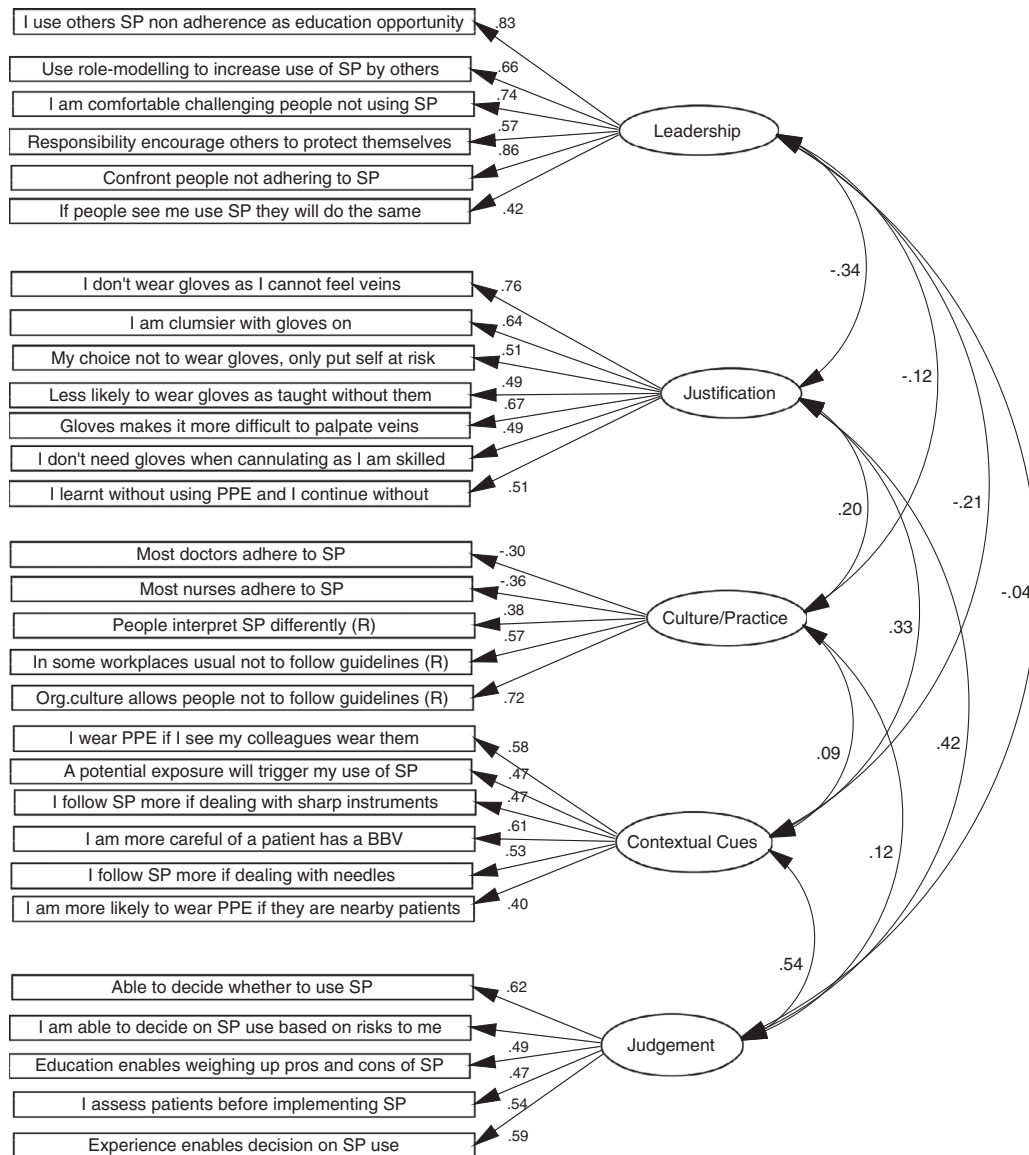 I use others SP non adherence as education opportunity
.83
Use role-modelling to increase use of SP by others
.66
I am comfortable challenging people not using SP
.74
Responsibility encourage others to protect themselves
.57
Confront people not adhering to SP
.86
If people see me use SP they will do the same
.42
Leadership
-.34
I don't wear gloves as I cannot feel veins
.76
I am clumsier with gloves on
.64
My choice not to wear gloves, only put self at risk
.51
Less likely to wear gloves as taught without them
.49
Gloves makes it more difficult to palpate veins
.67
I don't need gloves when cannulating as I am skilled
.49
I learnt without using PPE and I continue without
.51
Justification
-.12
.20
-.21
-.04
Most doctors adhere to SP
-.30
Most nurses adhere to SP
-.36
People interpret SP differently (R)
.38
In some workplaces usual not to follow guidelines (R)
.57
Org.culture allows people not to follow guidelines (R)
.72
Culture/Practice
.33
.09
.42
I wear PPE if I see my colleagues wear them
.58
A potential exposure will trigger my use of SP
.47
I follow SP more if dealing with sharp instruments
.47
I am more careful of a patient has a BBV
.61
I follow SP more if dealing with needles
.53
I am more likely to wear PPE if they are nearby patients
.40
Contextual Cues
.12
.54
Able to decide whether to use SP
.62
I am able to decide on SP use based on risks to me
.49
Education enables weighing up pros and cons of SP
.47
I assess patients before implementing SP
.54
Experience enables decision on SP use
.59
Judgement